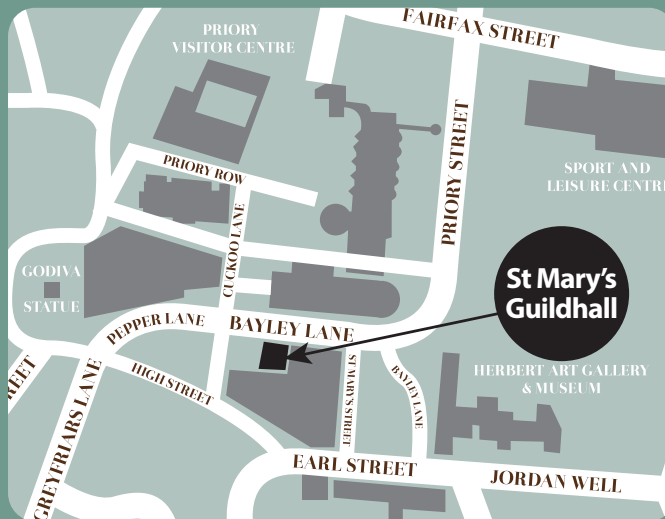 FAIRFAX STREET
PRIORY
VISITOR CENTRE
PRIORY STREET
PRIORY ROW
SPORT AND
LEISURE CENTR
CUCKOO LANE
St Mary’s
Guildhall
GODIVA
STATUE
PEPPER LANE
BAYLEY LANE
HIGH STREET
ST MARY'S STREET
BAYLEY LANE
HERBERT ART GALLERY
& MUSEUM
REET
GREYFRIARS LANE
EARL STREET
JORDAN WELL